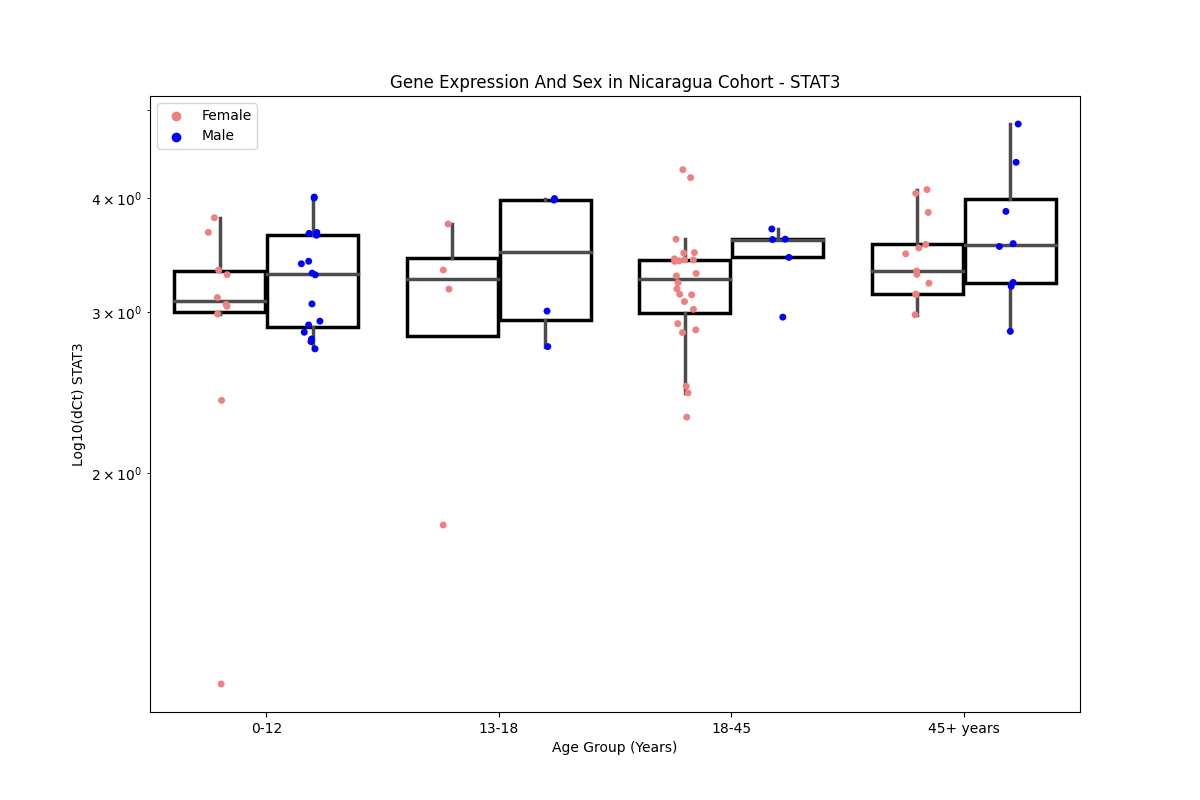 Gene Expression And Sex in Nicaragua Cohort - STAT3
Female
Male
4 × 10⁰
3 × 10⁰
2 × 10⁰
Log10(dCt) STAT3
0-12 13-18 18-45 45+ years
Age Group (Years)